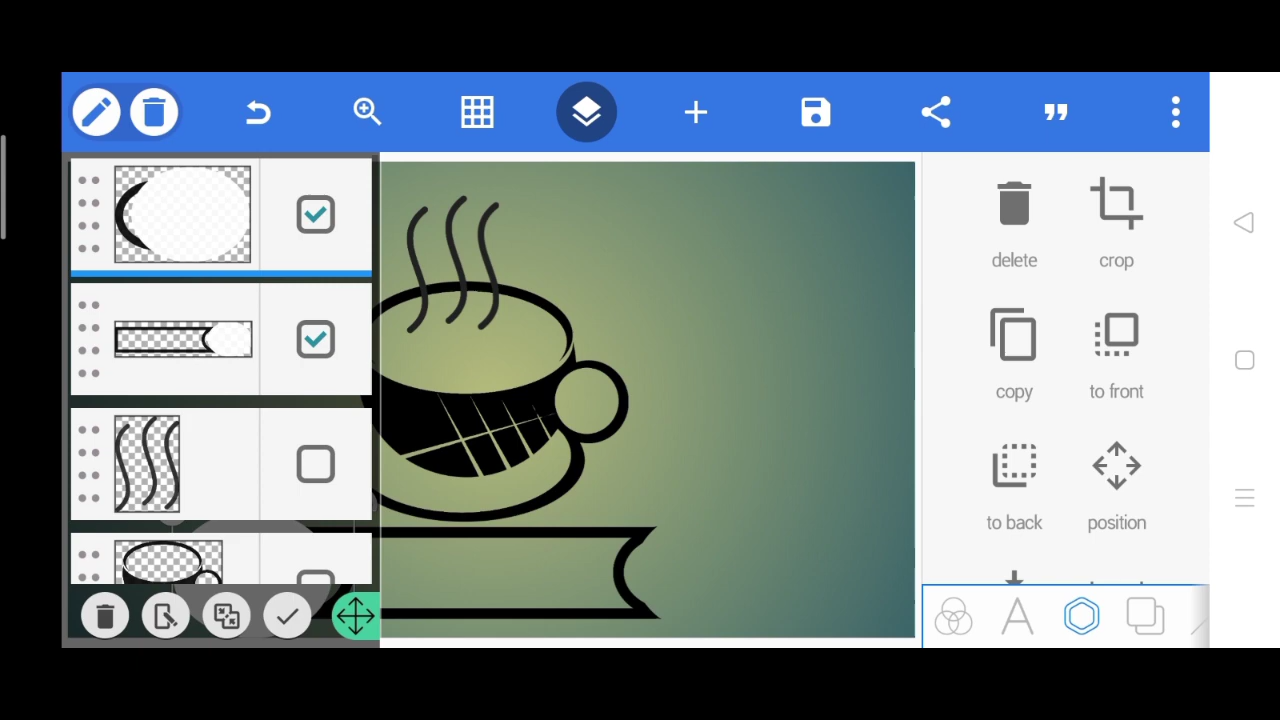 delete
crop
copy
to front
to back
position